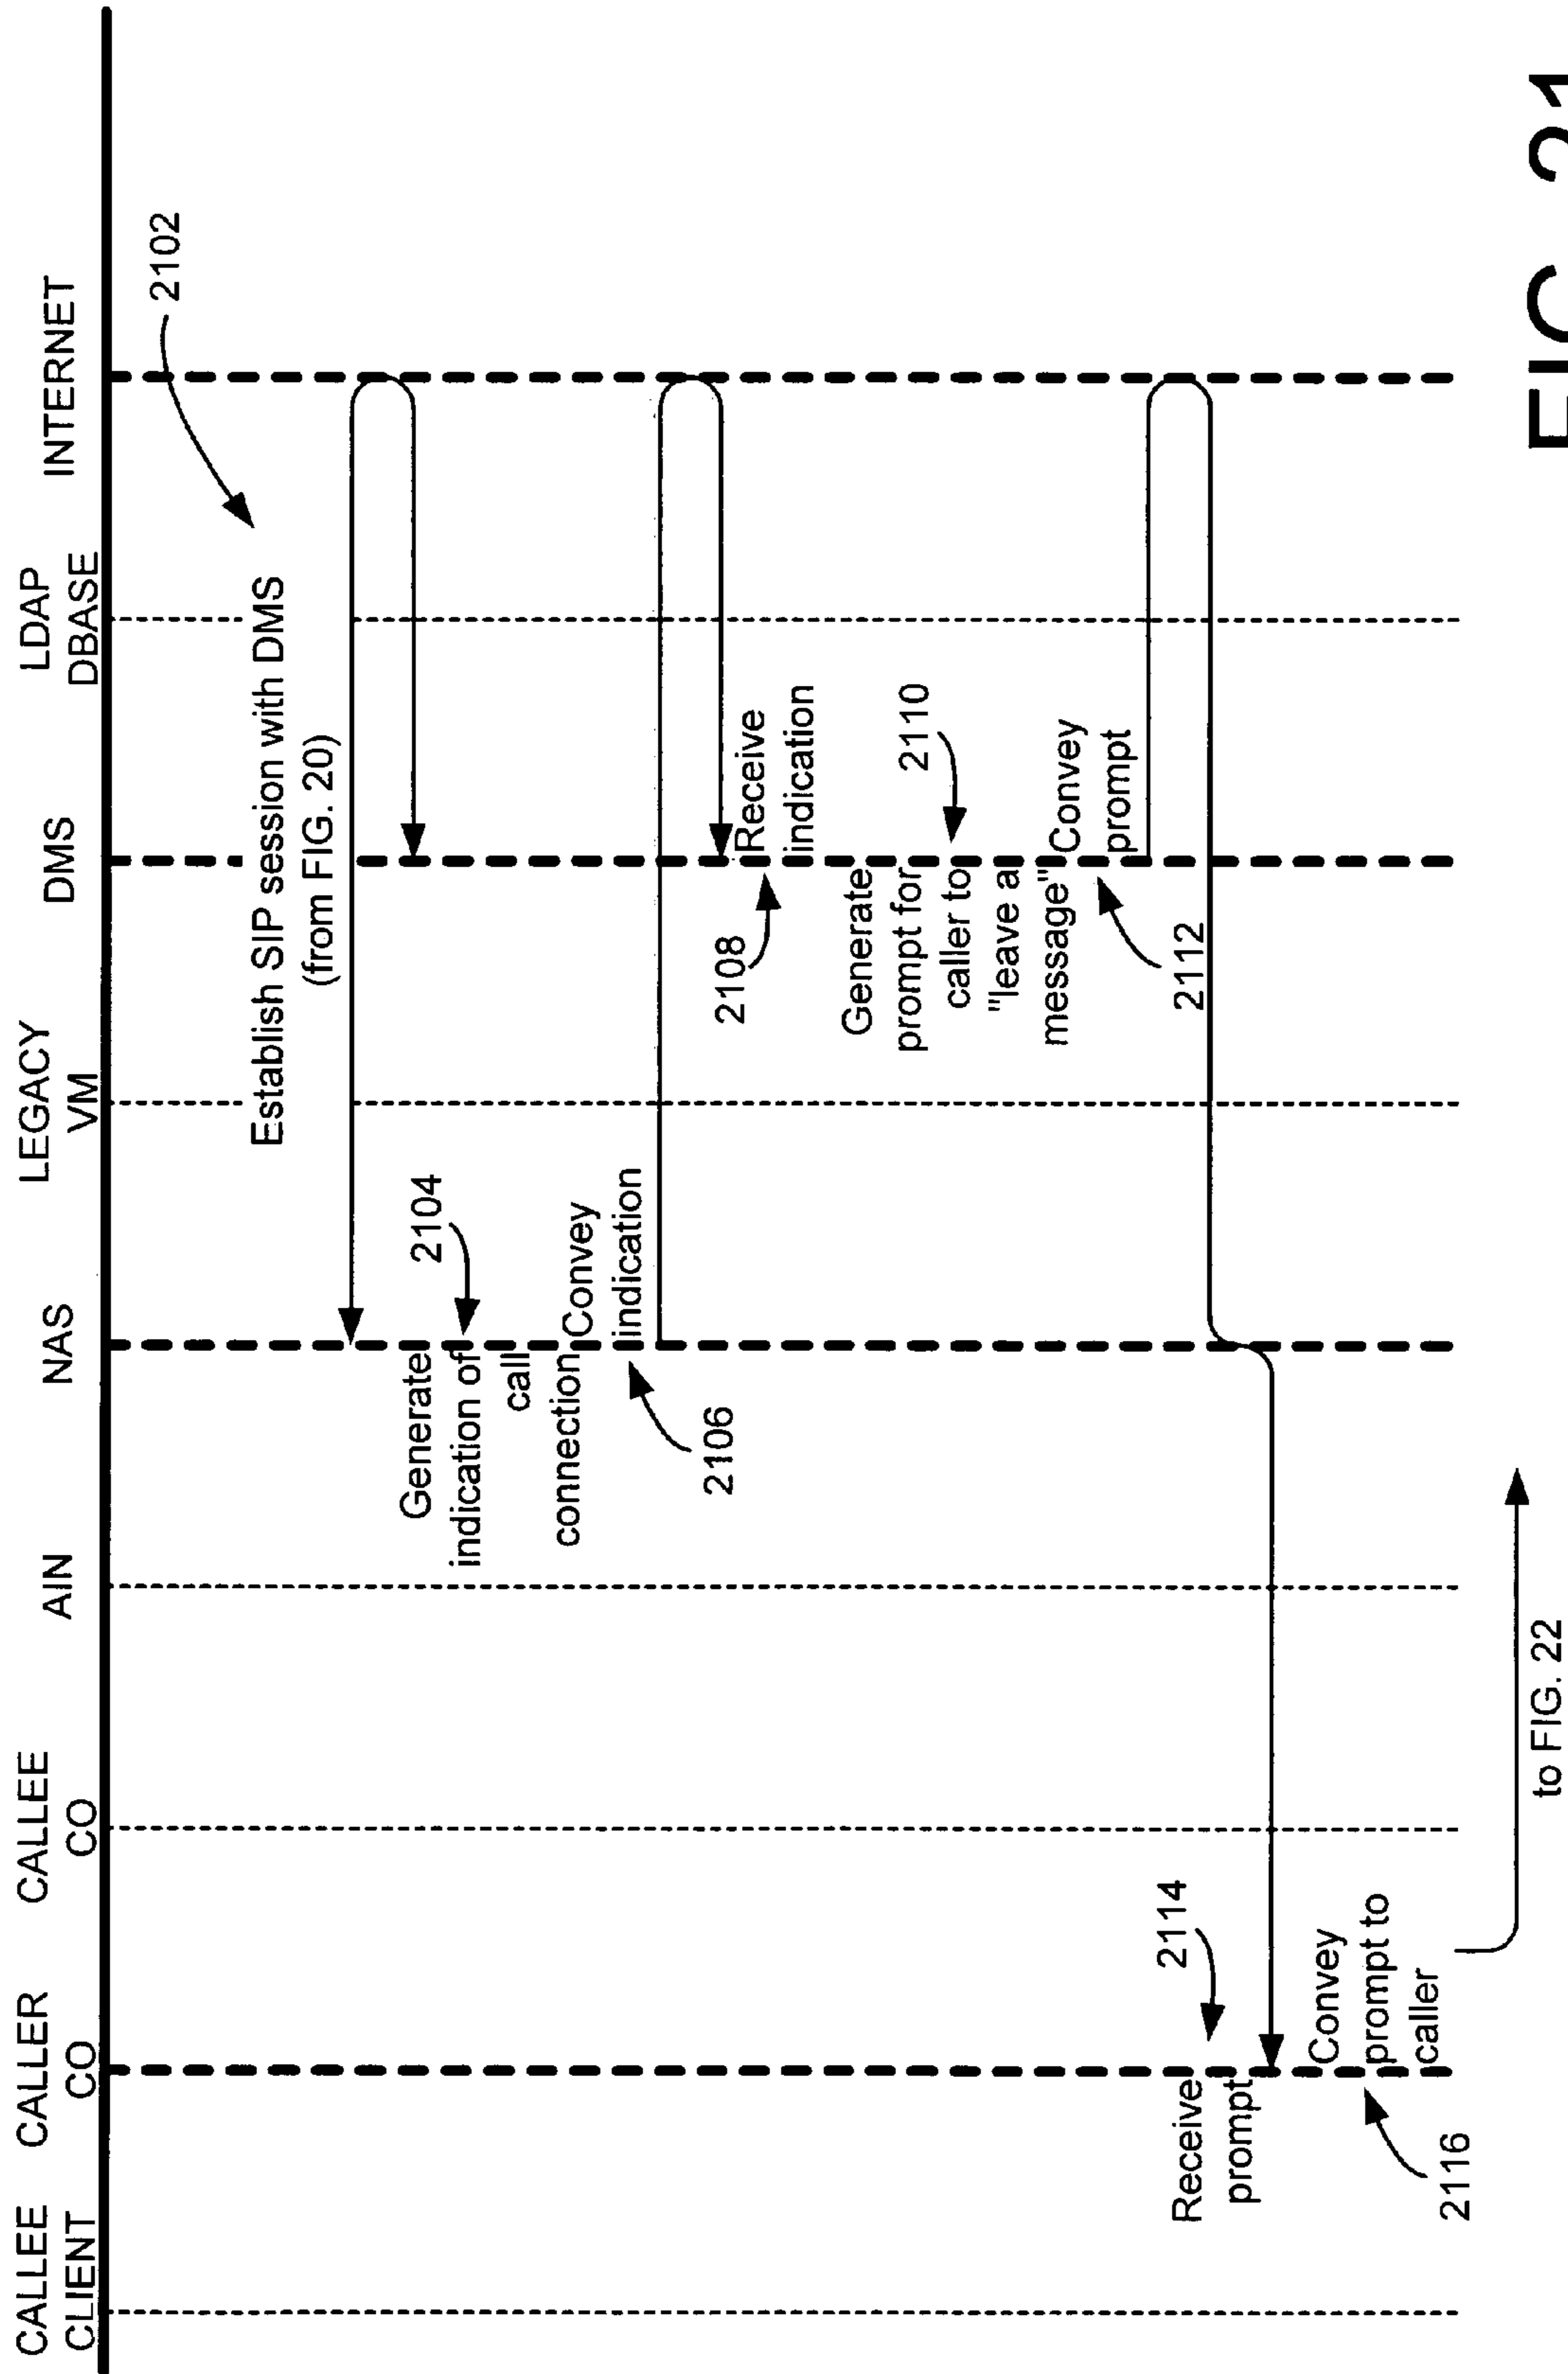 CALLEE
CLIENT
CALLER
CO
CALLEE
CO
AIN
NAS
LEGACY
VM
DMS
LDAP
DBASE
INTERNET
2102
Establish SIP session with DMS
(from FIG. 20)
2104
Generate
indication of
call
connection
Convey
indication
2106
Receive
indication
2108
2110
Generate
prompt for
caller to
"leave a
message"
Convey
prompt
2112
2114
Receive
prompt
Convey
prompt to
caller
2116
to FIG. 22
FIG. 21